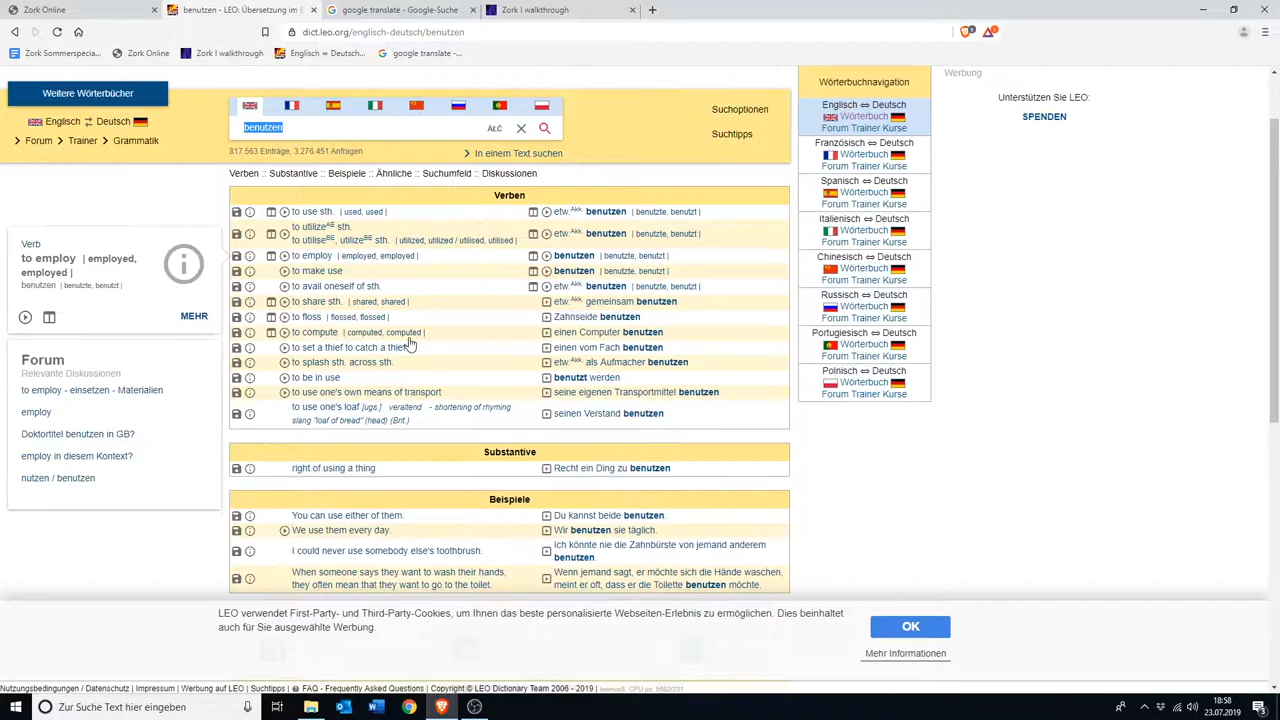 Zork Online
benutzen - LEO: Übersetzung im E
google translate - Google-Suche
Zork I walkthrough
dict.leo.org/englisch-deutsch/benutzen
Zork Sommerspecia...
Zork Online
Zork I walkthrough
Englisch ⇔ Deutsch...
google translate -...
Weitere Wörterbücher
Englisch ⇄ Deutsch
Forum
Trainer
Grammatik
benutzen
ÄŁĆ
817.563 Einträge, 3.276.451 Anfragen
In einem Text suchen
Suchoptionen
Suchtipps
Verben :: Substantive :: Beispiele :: Ähnliche :: Suchumfeld :: Diskussionen
Verben
to use sth. | used, used | etw.Akk. benutzen | benutzte, benutzt |
to utilizeAE sth.
to utiliseBE, utilizeBE sth. | utilized, utilized / utilised, utilised | etw.Akk. benutzen | benutzte, benutzt |
to employ | employed, employed | benutzen | benutzte, benutzt |
to make use benutzen | benutzte, benutzt |
to avail oneself of sth. etw.Akk. benutzen | benutzte, benutzt |
to share sth. | shared, shared | etw.Akk. gemeinsam benutzen
to floss | flossed, flossed | Zahnseide benutzen
to compute | computed, computed | einen Computer benutzen
to set a thief to catch a thief einen vom Fach benutzen
to splash sth. across sth. etw.Akk. als Aufmacher benutzen
to be in use benutzt werden
to use one's own means of transport seine eigenen Transportmittel benutzen
to use one's loaf [ugs.] veraltend - shortening of rhyming
slang "loaf of bread" (head) (Brit.) seinen Verstand benutzen
Substantive
right of using a thing Recht ein Ding zu benutzen
Beispiele
You can use either of them. Du kannst beide benutzen.
We use them every day. Wir benutzen sie täglich.
I could never use somebody else's toothbrush. Ich könnte nie die Zahnbürste von jemand anderem
benutzen.
When someone says they want to wash their hands, Wenn jemand sagt, er möchte sich die Hände waschen,
they often mean that they want to go to the toilet. meint er oft, dass er die Toilette benutzen möchte.
Verb
to employ | employed,
employed |
benutzen | benutzte, benutzt |
MEHR
Forum
Relevante Diskussionen
to employ - einsetzen - Materialien
employ
Doktortitel benutzen in GB?
employ in diesem Kontext?
nutzen / benutzen
Wörterbuchnavigation
Englisch ⇔ Deutsch
Wörterbuch
Forum Trainer Kurse
Französisch ⇔ Deutsch
Wörterbuch
Forum Trainer Kurse
Spanisch ⇔ Deutsch
Wörterbuch
Forum Trainer Kurse
Italienisch ⇔ Deutsch
Wörterbuch
Forum Trainer Kurse
Chinesisch ⇔ Deutsch
Wörterbuch
Forum Trainer Kurse
Russisch ⇔ Deutsch
Wörterbuch
Forum Trainer Kurse
Portugiesisch ⇔ Deutsch
Wörterbuch
Forum Trainer Kurse
Polnisch ⇔ Deutsch
Wörterbuch
Forum Trainer Kurse
Werbung
Unterstützen Sie LEO:
SPENDEN
LEO verwendet First-Party- und Third-Party-Cookies, um Ihnen das beste personalisierte Webseiten-Erlebnis zu ermöglichen. Dies beinhaltet
auch für Sie ausgewählte Werbung.
OK
Mehr Informationen
Nutzungsbedingungen / Datenschutz | Impressum | Werbung auf LEO | Suchtipps | FAQ - Frequently Asked Questions | Copyright © LEO Dictionary Team 2006 - 2019 |
Zur Suche Text hier eingeben
18:58
23.07.2019